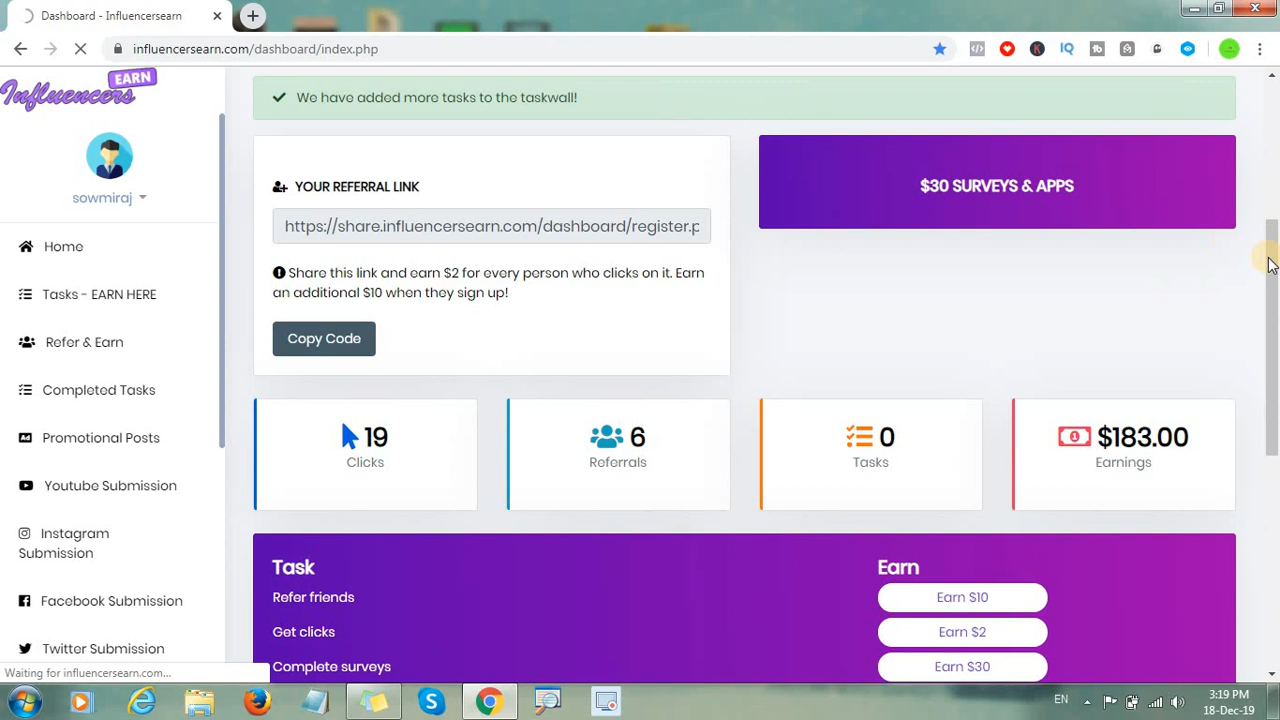 Dashboard - Influencersearn
influencersearn.com/dashboard/index.php
IQ
Influencers EARN
sowmiraj
Home
Tasks - EARN HERE
Refer & Earn
Completed Tasks
Promotional Posts
Youtube Submission
Instagram
Submission
Facebook Submission
Twitter Submission
Waiting for influencersearn.com...
We have added more tasks to the taskwall!
YOUR REFERRAL LINK
https://share.influencersearn.com/dashboard/register.p
Share this link and earn $2 for every person who clicks on it. Earn
an additional $10 when they sign up!
Copy Code
$30 SURVEYS & APPS
19
Clicks
6
Referrals
0
Tasks
$183.00
Earnings
Task Earn
Refer friends Earn $10
Get clicks Earn $2
Complete surveys Earn $30
EN
3:19 PM
18-Dec-19